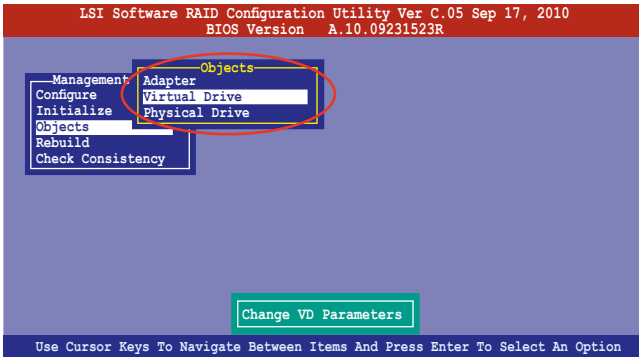 LSI Software RAID Configuration Utility Ver C.05 Sep 17, 2010
BIOS Version A.10.09231523R
Management
Configure
Initialize
Objects
Rebuild
Check Consistency
Objects
Adapter
Virtual Drive
Physical Drive
Change VD Parameters
Use Cursor Keys To Navigate Between Items And Press Enter To Select An Option